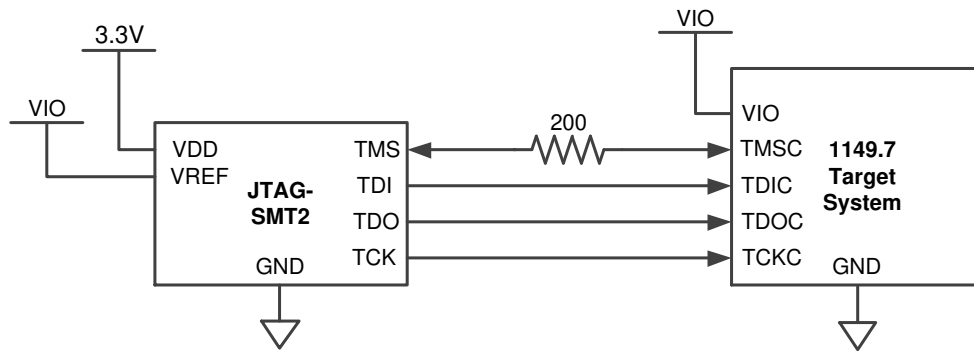 VIO
3.3V
VIO
200
VDD
VREF
JTAG-
SMT2
GND
TMS
TDI
TDO
TCK
VIO
TMSC
TDIC
TDOC
TCKC
1149.7
Target
System
GND